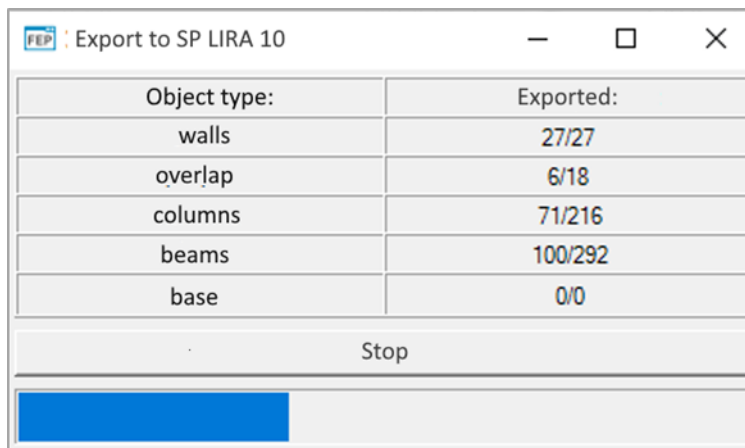 FEP Export to SP LIRA 10
Object type: Exported:
walls 27/27
overlap 6/18
columns 71/216
beams 100/292
base 0/0
Stop